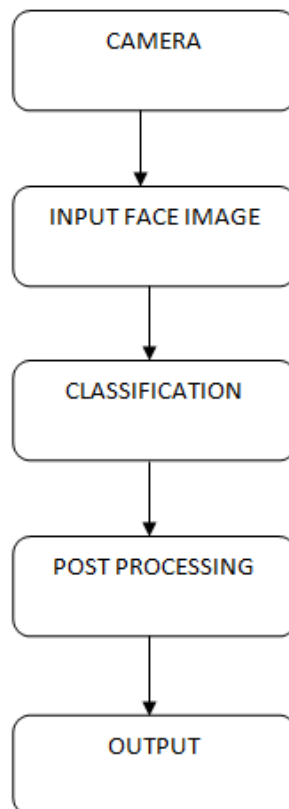 CAMERA
INPUT FACE IMAGE
CLASSIFICATION
POST PROCESSING
OUTPUT